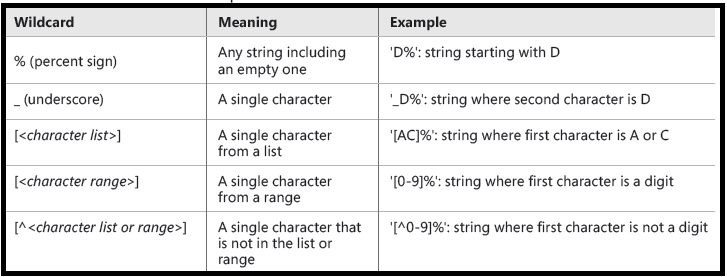 Wildcard Meaning Example
% (percent sign) Any string including 'D%': string starting with D
an empty one
_ (underscore) A single character '_D%': string where second character is D
[<character list>] A single character '[AC]%': string where first character is A or C
from a list
[<character range>] A single character '[0-9]%': string where first character is a digit
from a range
[^<character list or range>] A single character that '[^0-9]%': string where first character is not a digit
is not in the list or
range